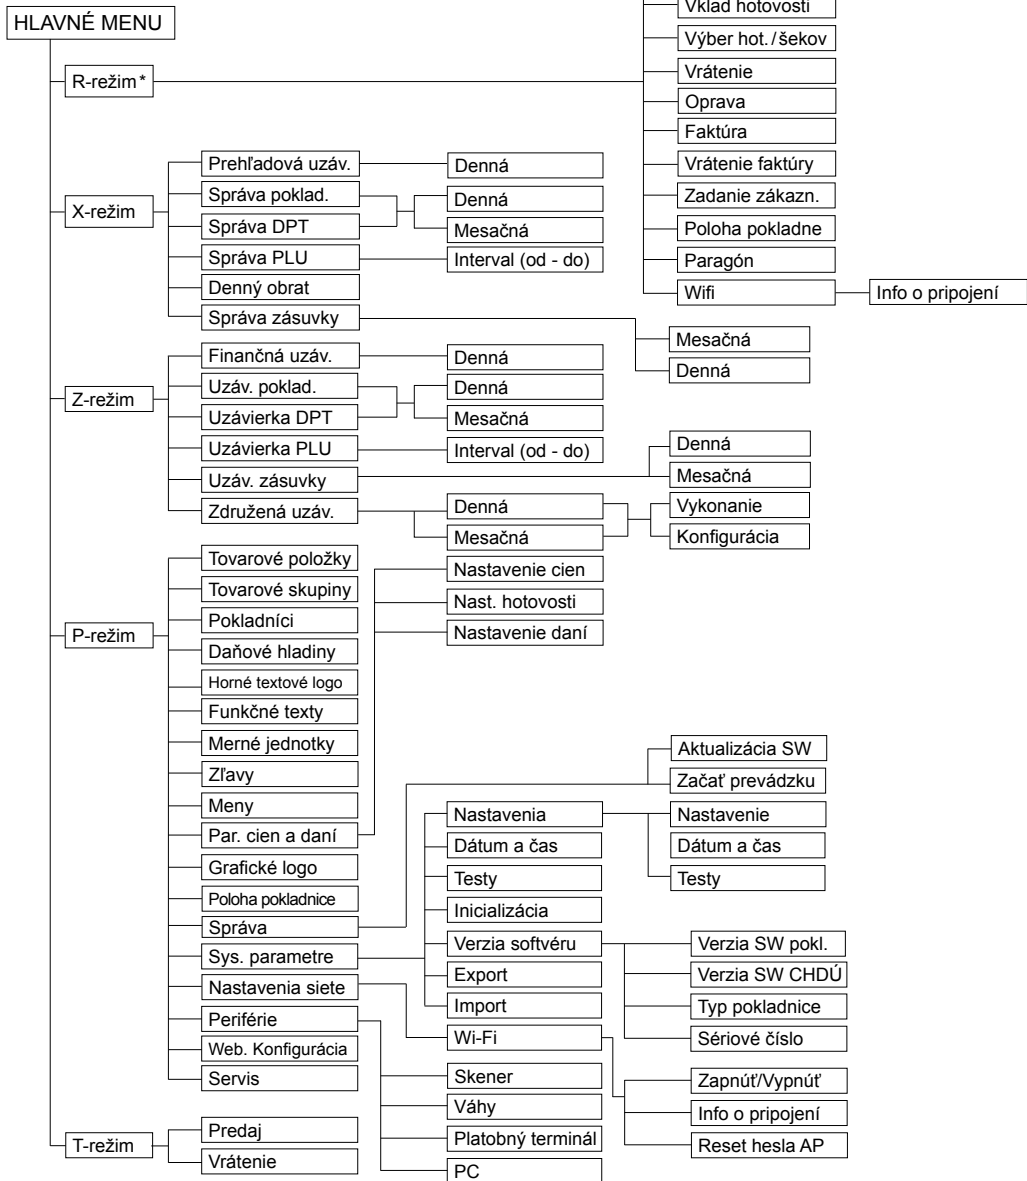 HLAVNÉ MENU
R-režim*
Vklad hotovosti
Výber hot./šekov
Vrátenie
Oprava
Faktúra
Vrátenie faktúry
Zadanie zákazn.
Poloha pokladne
Paragón
Wifi
Info o pripojení
X-režim
Prehľadová uzáv.
Denná
Správa poklad.
Správa DPT
Denná
Mesačná
Správa PLU
Interval (od - do)
Denný obrat
Správa zásuvky
Mesačná
Denná
Z-režim
Finančná uzáv.
Denná
Uzáv. poklad.
Uzávierka DPT
Denná
Mesačná
Uzávierka PLU
Interval (od - do)
Uzáv. zásuvky
Denná
Mesačná
Združená uzáv.
Denná
Mesačná
Vykonanie
Konfigurácia
P-režim
Tovarové položky
Tovarové skupiny
Pokladníci
Daňové hladiny
Horné textové logo
Funkčné texty
Merné jednotky
Zľavy
Meny
Par. cien a daní
Nastavenie cien
Nast. hotovosti
Nastavenie daní
Grafické logo
Poloha pokladnice
Správa
Aktualizácia SW
Začať prevádzku
Sys. parametre
Nastavenia
Nastavenie
Dátum a čas
Testy
Dátum a čas
Testy
Inicializácia
Verzia softvéru
Verzia SW pokl.
Verzia SW CHDÚ
Typ pokladnice
Sériové číslo
Export
Import
Nastavenia siete
Wi-Fi
Zapnúť/Vypnúť
Info o pripojení
Reset hesla AP
Periférie
Skener
Váhy
Platobný terminál
PC
Web. Konfigurácia
Servis
T-režim
Predaj
Vrátenie